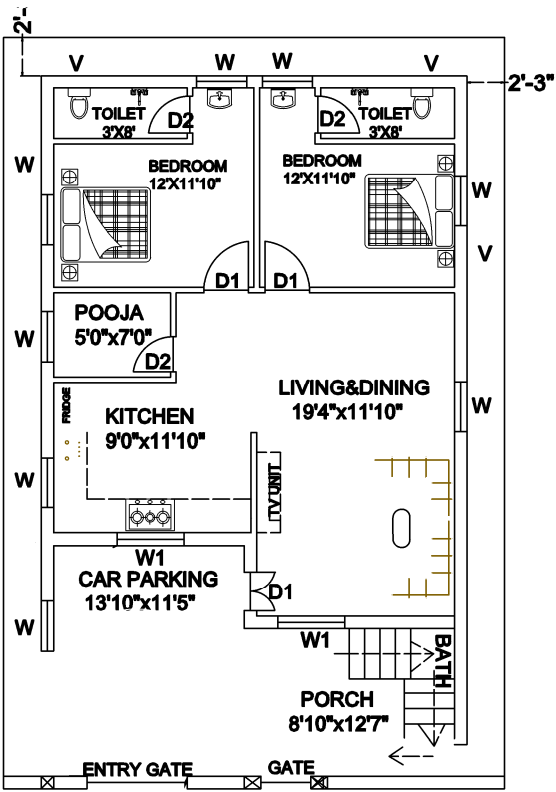 2'-
V
W
W
V
2'-3"
TOILET
3'X8'
D2
D2
TOILET
3'X8'
W
BEDROOM
12'X11'10"
BEDROOM
12'X11'10"
W
V
D1
D1
POOJA
5'0"x7'0"
D2
W
FRIDGE
KITCHEN
9'0"x11'10"
LIVING&DINING
19'4"x11'10"
W
W
TV UNIT
W1
CAR PARKING
13'10"x11'5"
D1
W
W1
BATH
PORCH
8'10"x12'7"
ENTRY GATE
GATE